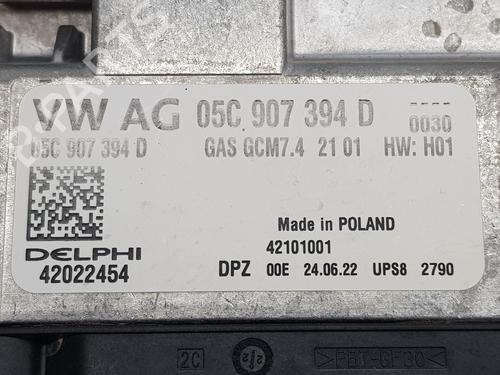 VW AG 05C 907 394 D
0030
05C 907 394 D GAS GCM7.4 21 01 HW: H01
Made in POLAND
DELPHI 42101001
42022454 DPZ 00E 24.06.22 UPS8 2790
2C >PBT-GF30<
B-PARTS